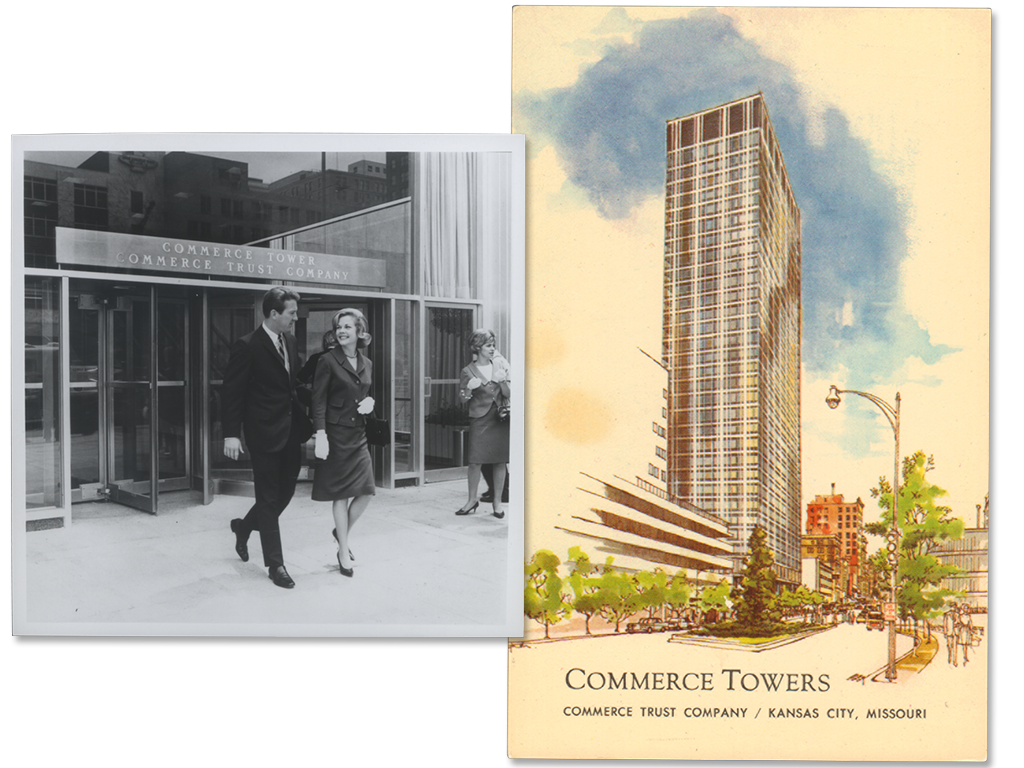 COMMERCE TOWER
COMMERCE TRUST COMPANY
COMMERCE TOWERS
COMMERCE TRUST COMPANY / KANSAS CITY, MISSOURI